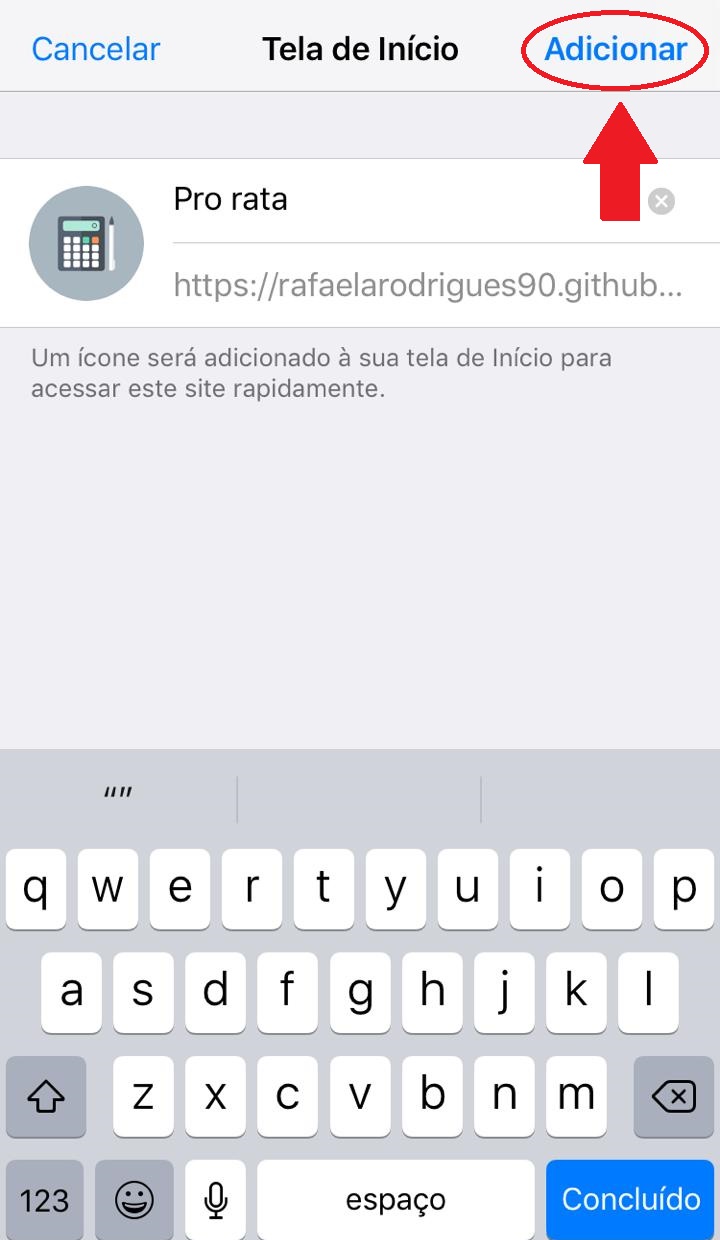 Cancelar Tela de Início Adicionar
Pro rata
https://rafaelarodrigues90.github...
Um ícone será adicionado à sua tela de Início para
acessar este site rapidamente.
“”
q w e r t y u i o p
a s d f g h j k l
z x c v b n m
123 espaço Concluído